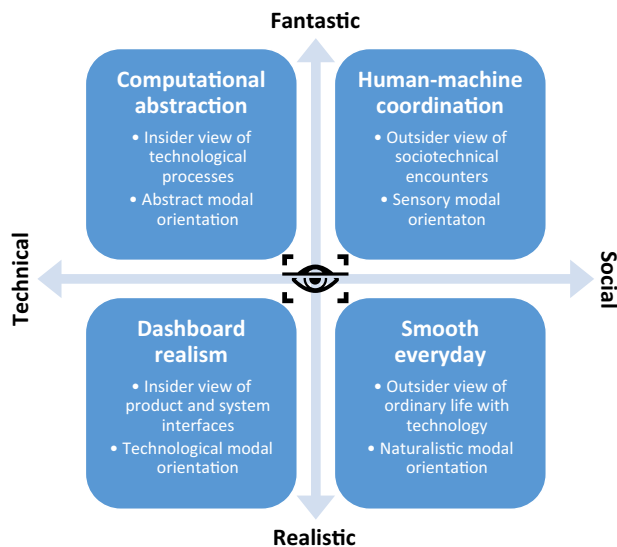 Fantastic
Computational
abstraction
• Insider view of
technological
processes
• Abstract modal
orientation
Human-machine
coordination
• Outsider view of
sociotechnical
encounters
• Sensory modal
orientaton
Technical
Social
Dashboard
realism
• Insider view of
product and system
interfaces
• Technological modal
orientation
Smooth
everyday
• Outsider view of
ordinary life with
technology
• Naturalistic modal
orientation
Realistic